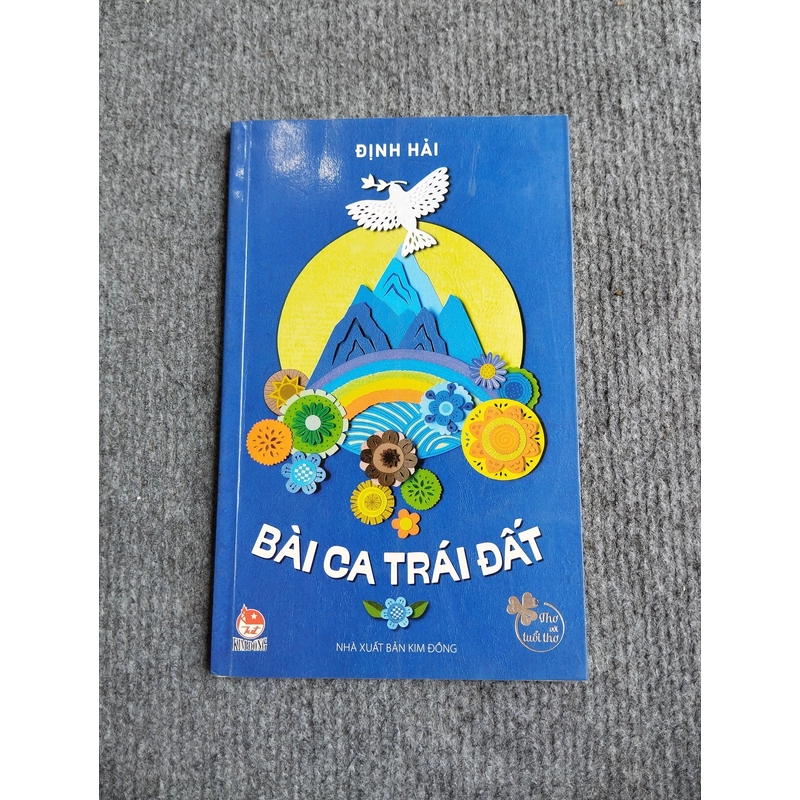 ĐỊNH HẢI
BÀI CA TRÁI ĐẤT
KIM ĐỒNG
NHÀ XUẤT BẢN KIM ĐỒNG
Thơ
với
tuổi thơ